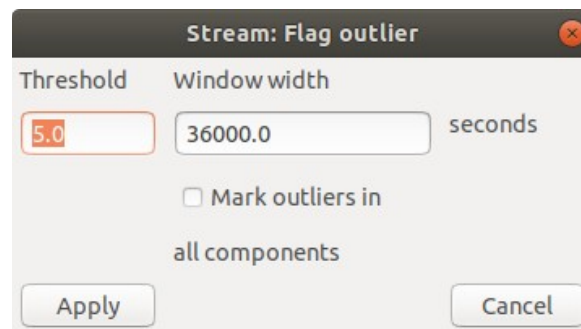 Stream: Flag outlier
Threshold Window width
5.0 36000.0 seconds
Mark outliers in
all components
Apply Cancel